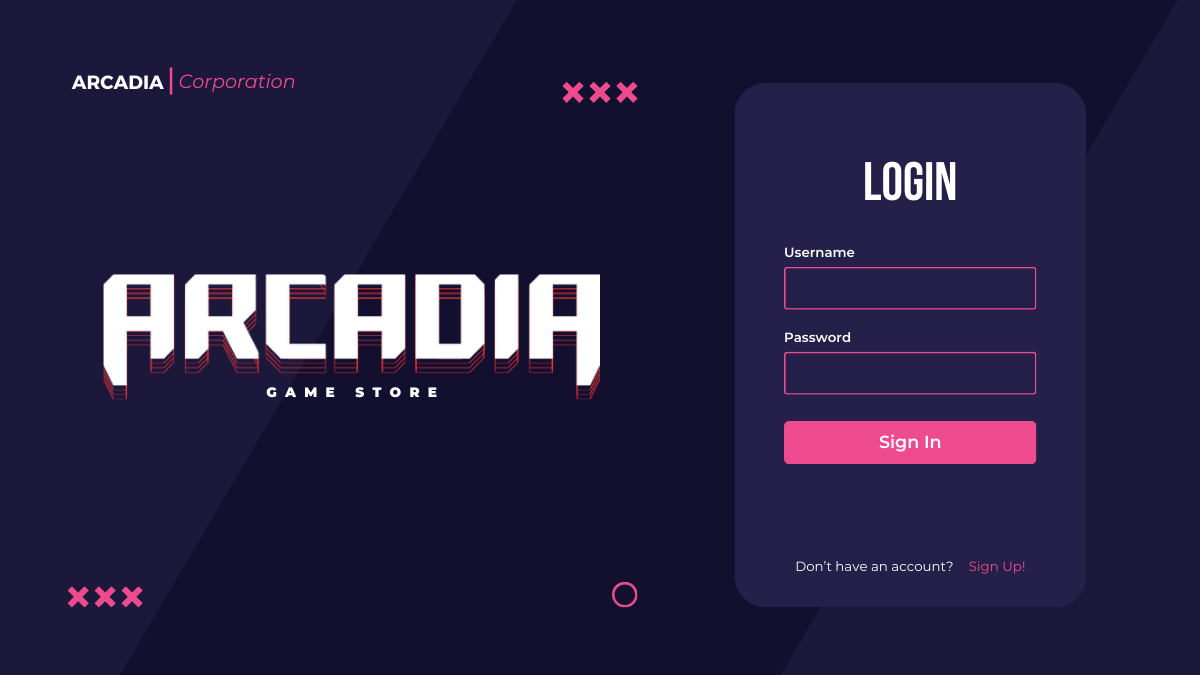 ARCADIA | Corporation
ARCADIA
GAME STORE
LOGIN
Username
Password
Sign In
Don't have an account? Sign Up!